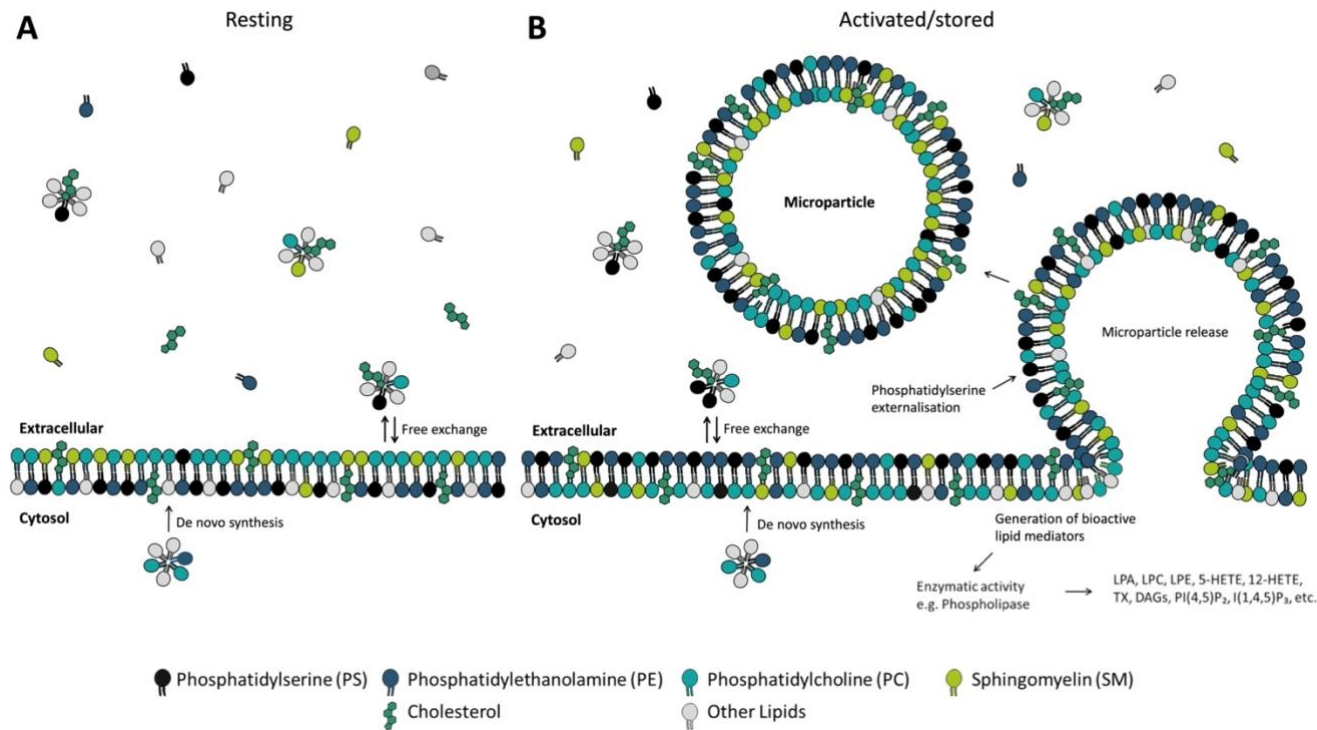 A
Resting
Extracellular
Free exchange
Cytosol
De novo synthesis
B
Activated/stored
Microparticle
Microparticle release
Phosphatidylserine
externalisation
Extracellular
Free exchange
Cytosol
De novo synthesis
Generation of bioactive
lipid mediators
Enzymatic activity
e.g. Phospholipase
LPA, LPC, LPE, 5-HETE, 12-HETE,
TX, DAGs, PI(4,5)P₂, I(1,4,5)P₃, etc.
Phosphatidylserine (PS)
Phosphatidylethanolamine (PE)
Phosphatidylcholine (PC)
Sphingomyelin (SM)
Cholesterol
Other Lipids